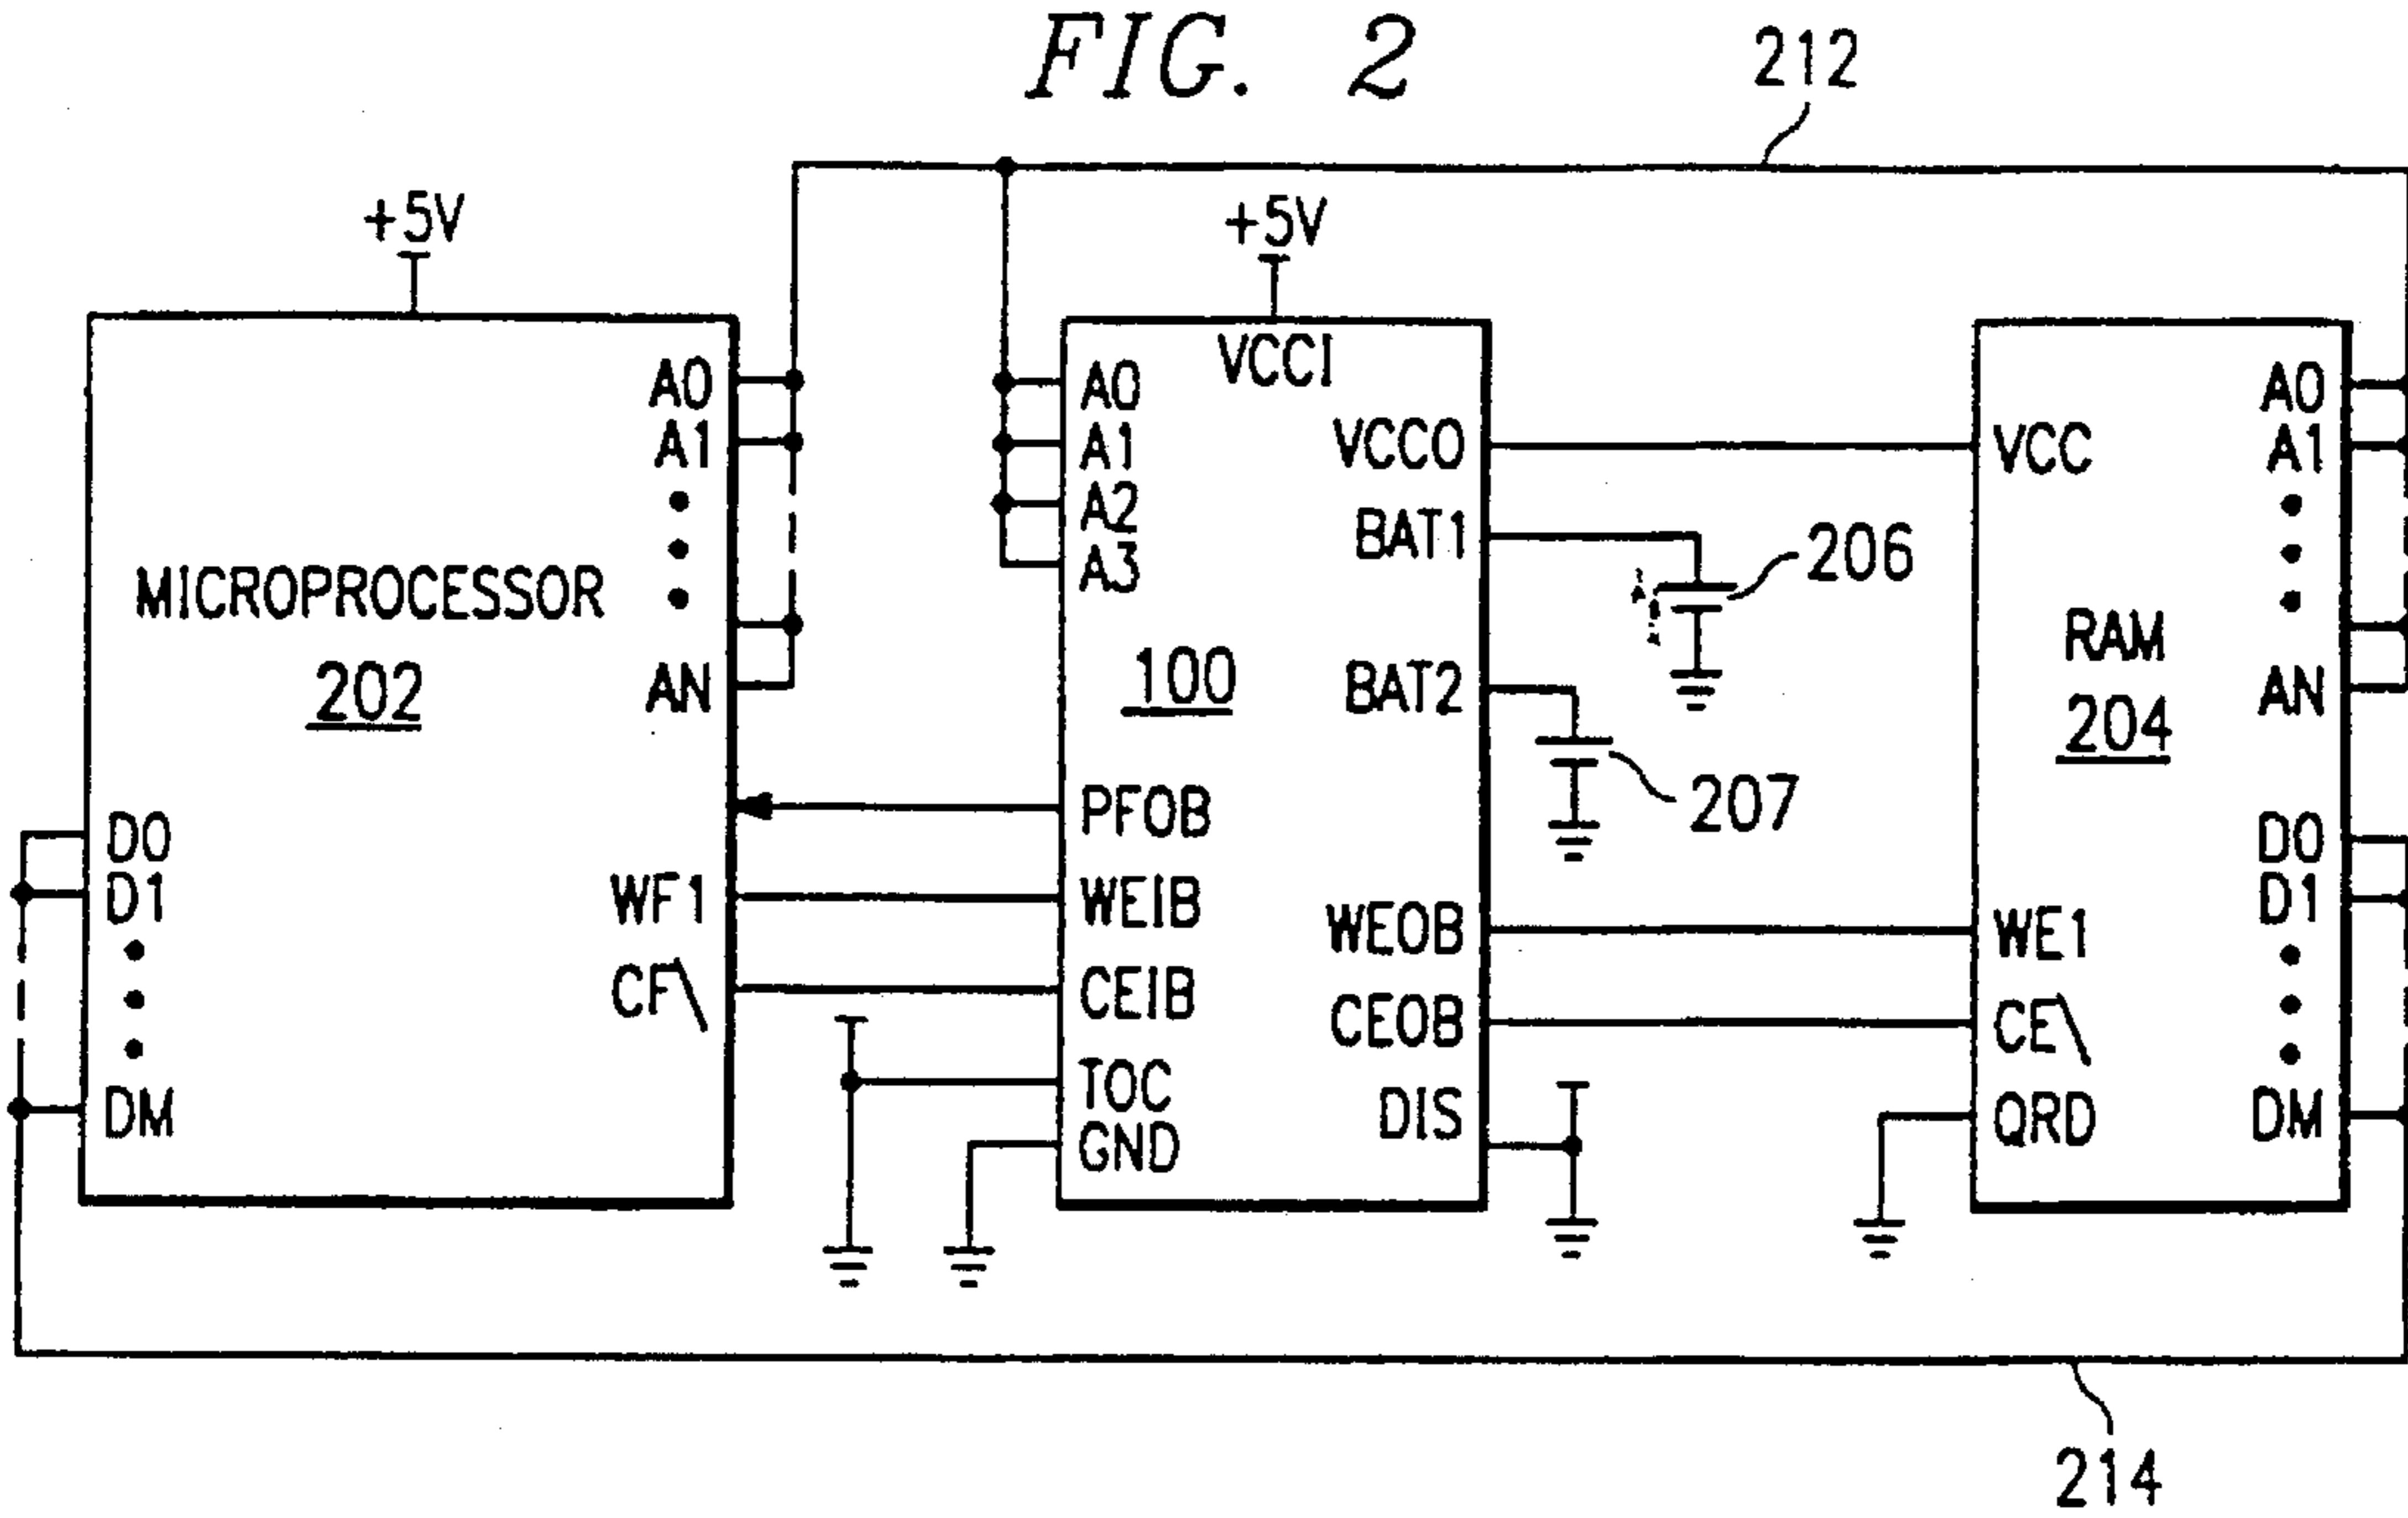 FIG. 2
212
+5V
+5V
MICROPROCESSOR
202
A0
A1
AN
D0
D1
DM
WF1
CF\
VCCI
A0
A1
A2
A3
100
PFOB
WEIB
CEIB
TOC
GND
VCCO
BAT1
BAT2
WEOB
CEOB
DIS
206
207
VCC
RAM
204
WE1
CE\
QRD
A0
A1
AN
D0
D1
DM
214